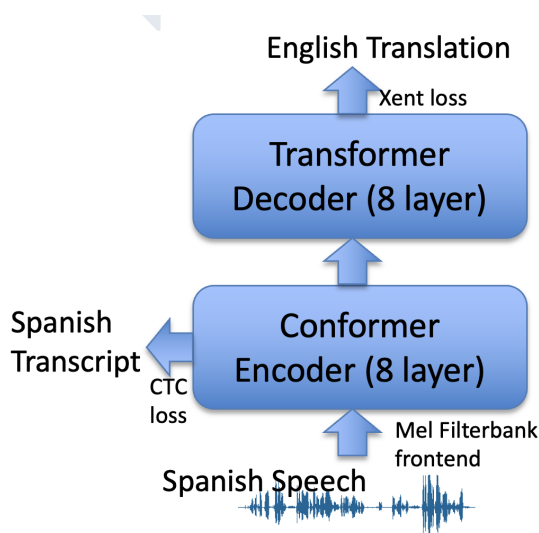 English Translation
Xent loss
Transformer
Decoder (8 layer)
Conformer
Encoder (8 layer)
Spanish
Transcript
CTC
loss
Mel Filterbank
frontend
Spanish Speech